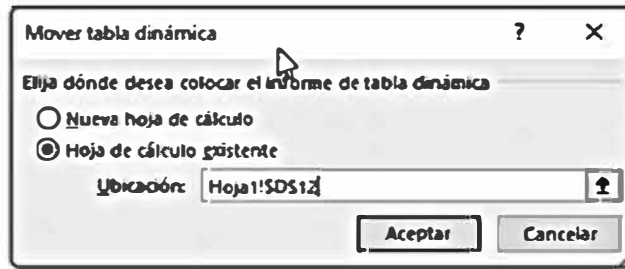 Mover tabla dinámica ? ✕
Elija dónde desea colocar el informe de tabla dinámica
Nueva hoja de cálculo
Hoja de cálculo existente
Ubicación: Hoja1!$D$12
Aceptar Cancelar